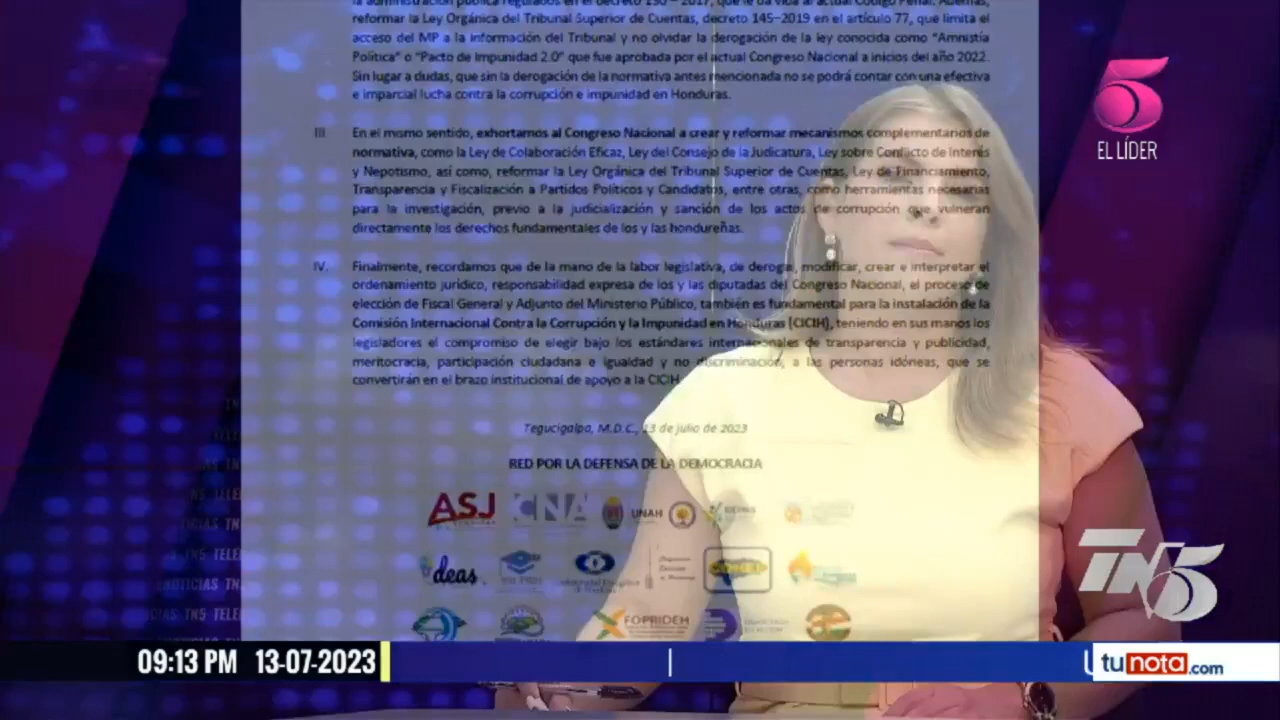 la administración pública regulados en el decreto 130 – 2017, que le da vida al actual Código Penal. Además,
reformar la Ley Orgánica del Tribunal Superior de Cuentas, decreto 145–2019 en el artículo 77, que limita el
acceso del MP a la información del Tribunal y no olvidar la derogación de la ley conocida como “Amnistía
Política” o “Pacto de Impunidad 2.0” que fue aprobada por el actual Congreso Nacional a inicios del año 2022.
Sin lugar a dudas, que sin la derogación de la normativa antes mencionada no se podrá contar con una efectiva
e imparcial lucha contra la corrupción e impunidad en Honduras.
III. En el mismo sentido, exhortamos al Congreso Nacional a crear y reformar mecanismos complementarios de
normativa, como la Ley de Colaboración Eficaz, Ley del Consejo de la Judicatura, Ley sobre Conflicto de Interés
y Nepotismo, así como, reformar la Ley Orgánica del Tribunal Superior de Cuentas, Ley de Financiamiento,
Transparencia y Fiscalización a Partidos Políticos y Candidatos, entre otras, como herramientas necesarias
para la investigación, previo a la judicialización y sanción de los actos de corrupción que vulneran
directamente los derechos fundamentales de los y las hondureñas.
IV. Finalmente, recordamos que de la mano de la labor legislativa, de derogar, modificar, crear e interpretar el
ordenamiento jurídico, responsabilidad expresa de los y las diputadas del Congreso Nacional, el proceso de
elección de Fiscal General y Adjunto del Ministerio Público, también es fundamental para la instalación de la
Comisión Internacional Contra la Corrupción y la Impunidad en Honduras (CICIH), teniendo en sus manos los
legisladores el compromiso de elegir bajo los estándares internacionales de transparencia y publicidad,
meritocracia, participación ciudadana e igualdad y no discriminación, a las personas idóneas, que se
convertirán en el brazo institucional de apoyo a la CICIH.
Tegucigalpa, M.D.C., 13 de julio de 2023
RED POR LA DEFENSA DE LA DEMOCRACIA
ASJ CNA UNAH
ideas COHEP
FOPRIDEH
5
EL LÍDER
TN5
TN5 TELE
NOTICIAS TN
09:13 PM 13-07-2023
tunota.com